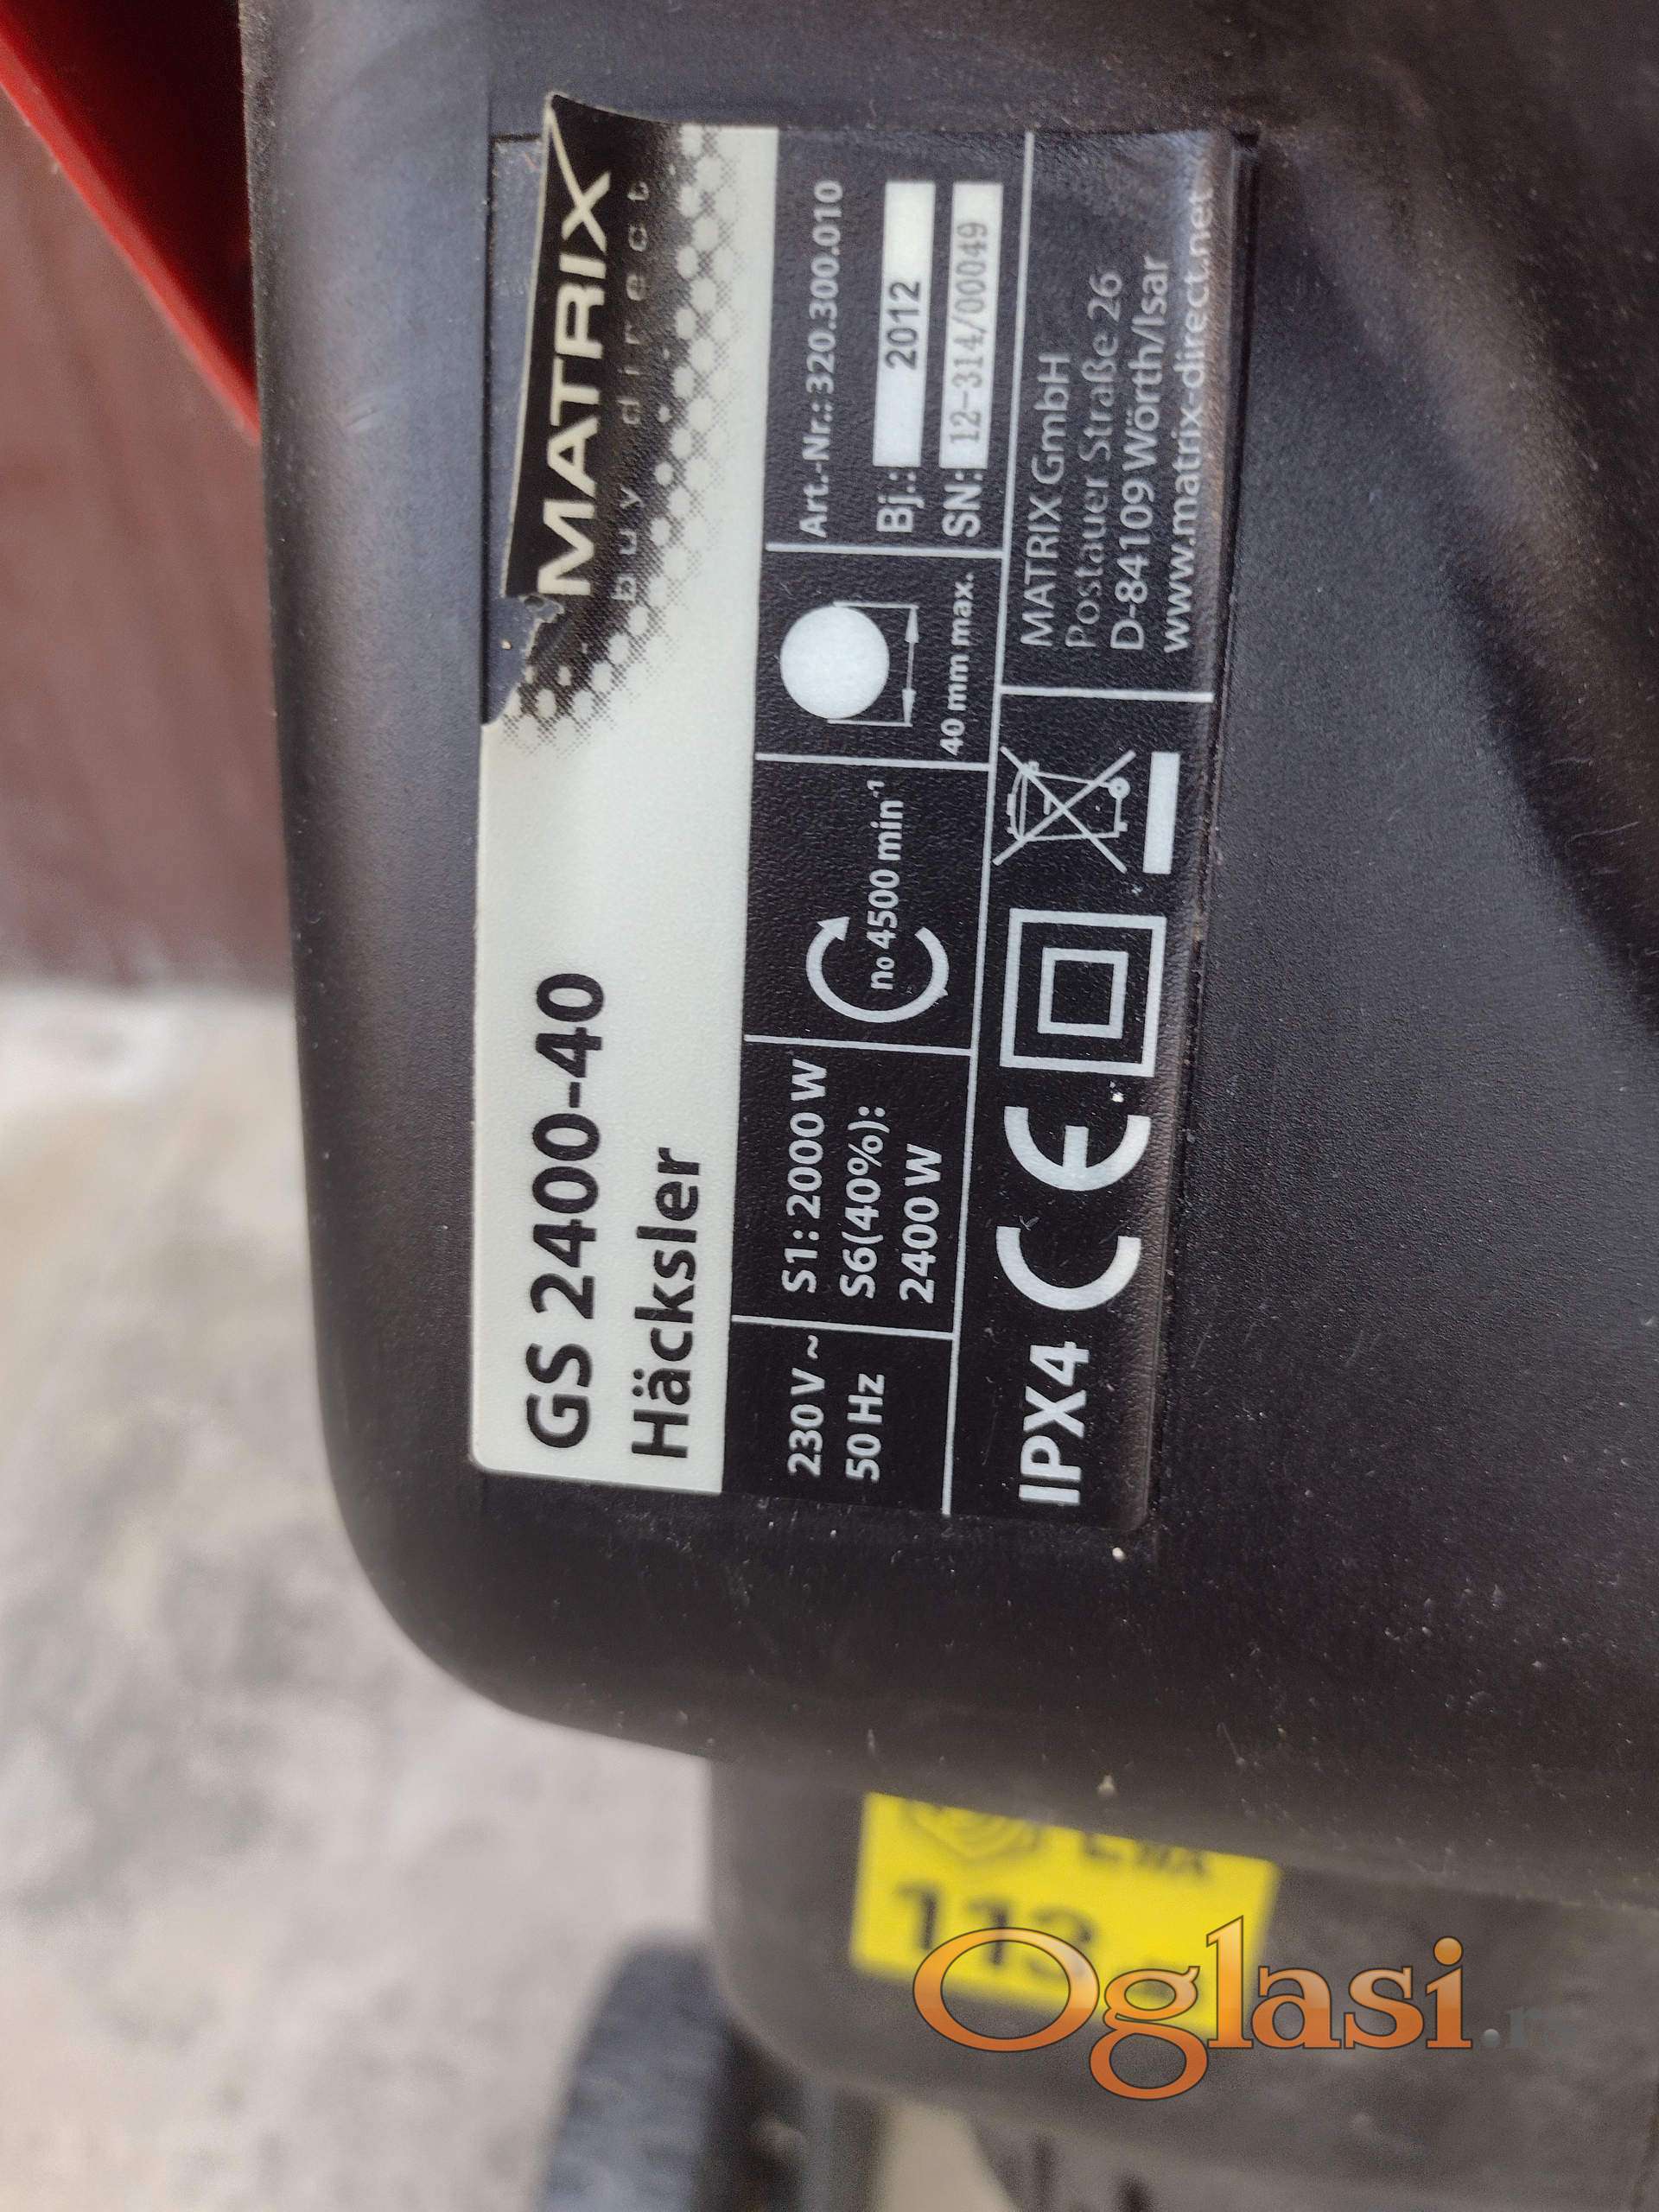 MATRIX
buy direct
GS 2400-40
Häcksler
230 V ~
50 Hz
S1: 2000 W
S6(40%):
2400 W
n₀ 4500 min⁻¹
40 mm max.
Art.-Nr.: 320.300.010
Bj.: 2012
SN: 12-314/00049
IPX4 CE
MATRIX GmbH
Postauer Straße 26
D-84109 Wörth/Isar
www.matrix-direct.net
113
Oglasi